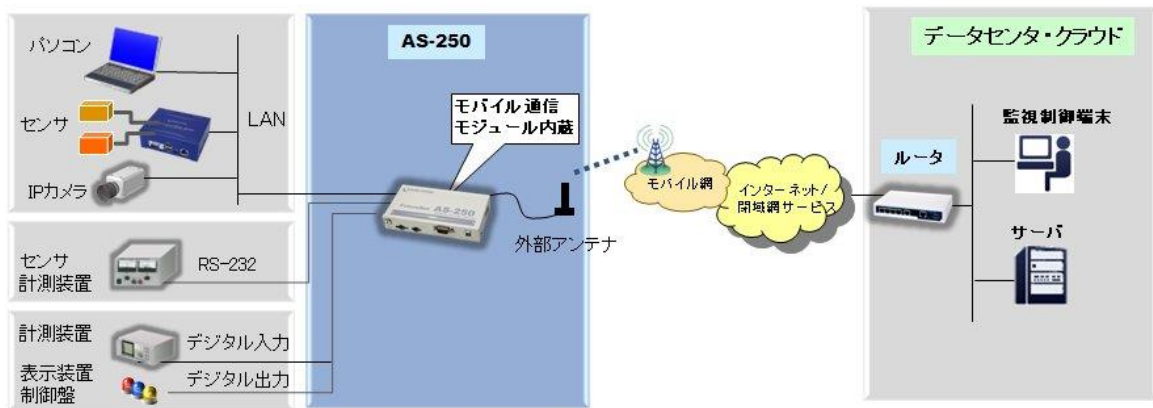 パソコン
センサ
IPカメラ
LAN
センサ
計測装置
RS-232
計測装置
デジタル入力
表示装置
制御盤
デジタル出力
AS-250
モバイル通信
モジュール内蔵
AS-250
外部アンテナ
モバイル網
インターネット/
閉域網サービス
データセンタ・クラウド
ルータ
監視制御端末
サーバ